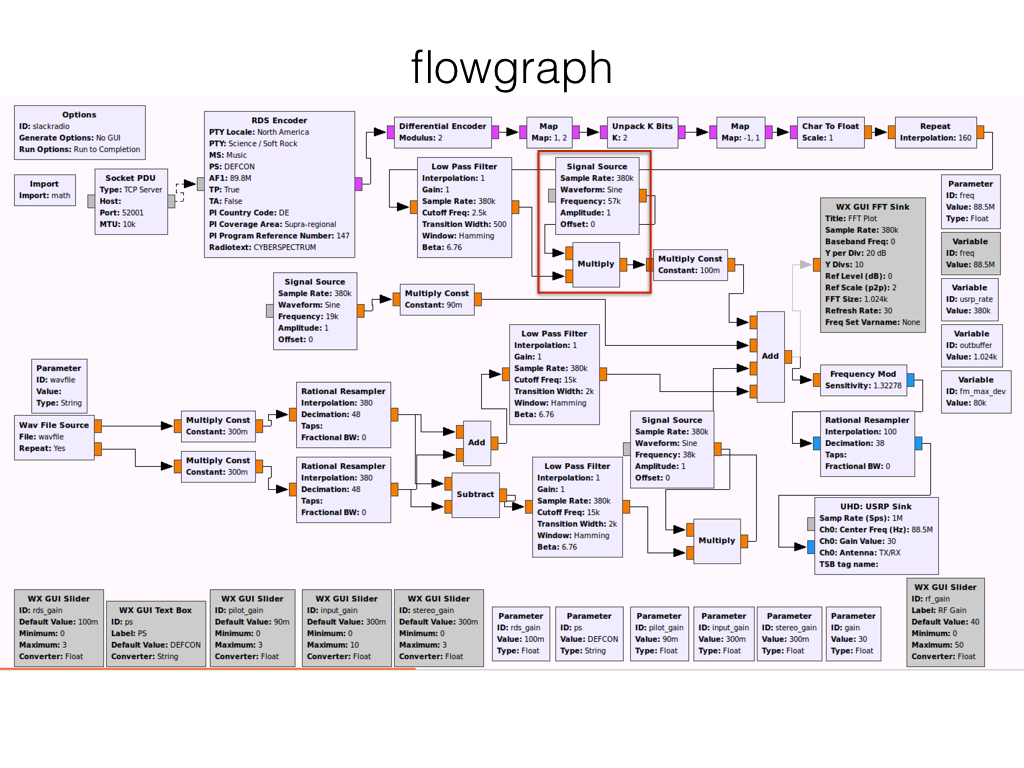 flowgraph
Options
ID: slackradio
Generate Options: No GUI
Run Options: Run to Completion
Import
Import: math
Socket PDU
Type: TCP Server
Host:
Port: 52001
MTU: 10k
RDS Encoder
PTY Locale: North America
PTY: Science / Soft Rock
MS: Music
PS: DEFCON
AF1: 89.8M
TP: True
TA: False
PI Country Code: DE
PI Coverage Area: Supra-regional
PI Program Reference Number: 147
Radiotext: CYBERSPECTRUM
Differential Encoder
Modulus: 2
Map
Map: 1, 2
Unpack K Bits
K: 2
Map
Map: -1, 1
Char To Float
Scale: 1
Repeat
Interpolation: 160
Low Pass Filter
Interpolation: 1
Gain: 1
Sample Rate: 380k
Cutoff Freq: 2.5k
Transition Width: 500
Window: Hamming
Beta: 6.76
Signal Source
Sample Rate: 380k
Waveform: Sine
Frequency: 57k
Amplitude: 1
Offset: 0
Multiply
Multiply Const
Constant: 100m
WX GUI FFT Sink
Title: FFT Plot
Sample Rate: 380k
Baseband Freq: 0
Y per Div: 20 dB
Y Divs: 10
Ref Level (dB): 0
Ref Scale (p2p): 2
FFT Size: 1.024k
Refresh Rate: 30
Freq Set Varname: None
Parameter
ID: freq
Value: 88.5M
Type: Float
Variable
ID: freq
Value: 88.5M
Variable
ID: usrp_rate
Value: 380k
Variable
ID: outbuffer
Value: 1.024k
Variable
ID: fm_max_dev
Value: 80k
Signal Source
Sample Rate: 380k
Waveform: Sine
Frequency: 19k
Amplitude: 1
Offset: 0
Multiply Const
Constant: 90m
Low Pass Filter
Interpolation: 1
Gain: 1
Sample Rate: 380k
Cutoff Freq: 15k
Transition Width: 2k
Window: Hamming
Beta: 6.76
Add
Frequency Mod
Sensitivity: 1.32278
Parameter
ID: wavfile
Value:
Type: String
Wav File Source
File: wavfile
Repeat: Yes
Multiply Const
Constant: 300m
Multiply Const
Constant: 300m
Rational Resampler
Interpolation: 380
Decimation: 48
Taps:
Fractional BW: 0
Rational Resampler
Interpolation: 380
Decimation: 48
Taps:
Fractional BW: 0
Add
Subtract
Low Pass Filter
Interpolation: 1
Gain: 1
Sample Rate: 380k
Cutoff Freq: 15k
Transition Width: 2k
Window: Hamming
Beta: 6.76
Signal Source
Sample Rate: 380k
Waveform: Sine
Frequency: 38k
Amplitude: 1
Offset: 0
Multiply
Rational Resampler
Interpolation: 100
Decimation: 38
Taps:
Fractional BW: 0
UHD: USRP Sink
Samp Rate (Sps): 1M
Ch0: Center Freq (Hz): 88.5M
Ch0: Gain Value: 30
Ch0: Antenna: TX/RX
TSB tag name:
WX GUI Slider
ID: rds_gain
Default Value: 100m
Minimum: 0
Maximum: 3
Converter: Float
WX GUI Text Box
ID: ps
Label: PS
Default Value: DEFCON
Converter: String
WX GUI Slider
ID: pilot_gain
Default Value: 90m
Minimum: 0
Maximum: 3
Converter: Float
WX GUI Slider
ID: input_gain
Default Value: 300m
Minimum: 0
Maximum: 10
Converter: Float
WX GUI Slider
ID: stereo_gain
Default Value: 300m
Minimum: 0
Maximum: 3
Converter: Float
Parameter
ID: rds_gain
Value: 100m
Type: Float
Parameter
ID: ps
Value: DEFCON
Type: String
Parameter
ID: pilot_gain
Value: 90m
Type: Float
Parameter
ID: input_gain
Value: 300m
Type: Float
Parameter
ID: stereo_gain
Value: 300m
Type: Float
Parameter
ID: gain
Value: 30
Type: Float
WX GUI Slider
ID: rf_gain
Label: RF Gain
Default Value: 40
Minimum: 0
Maximum: 50
Converter: Float